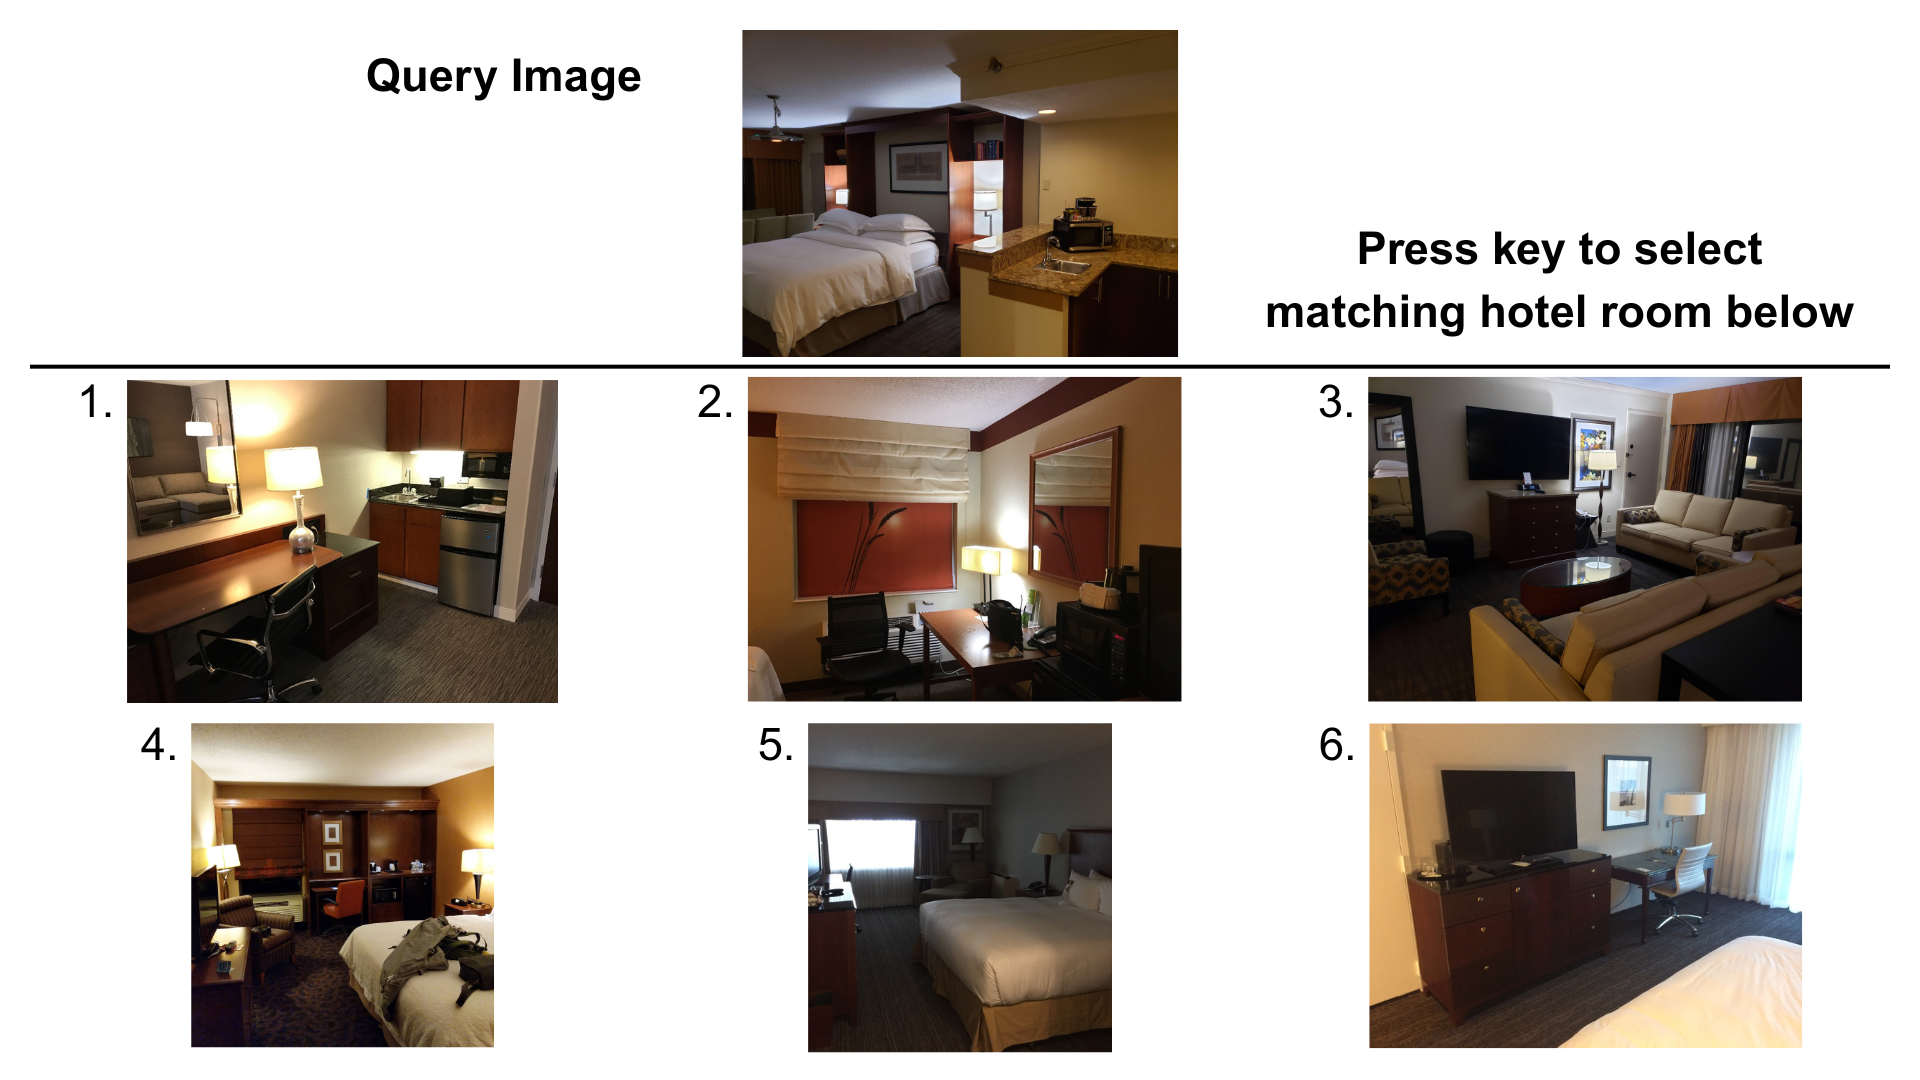 Query Image
Press key to select
matching hotel room below
1.
2.
3.
4.
5.
6.